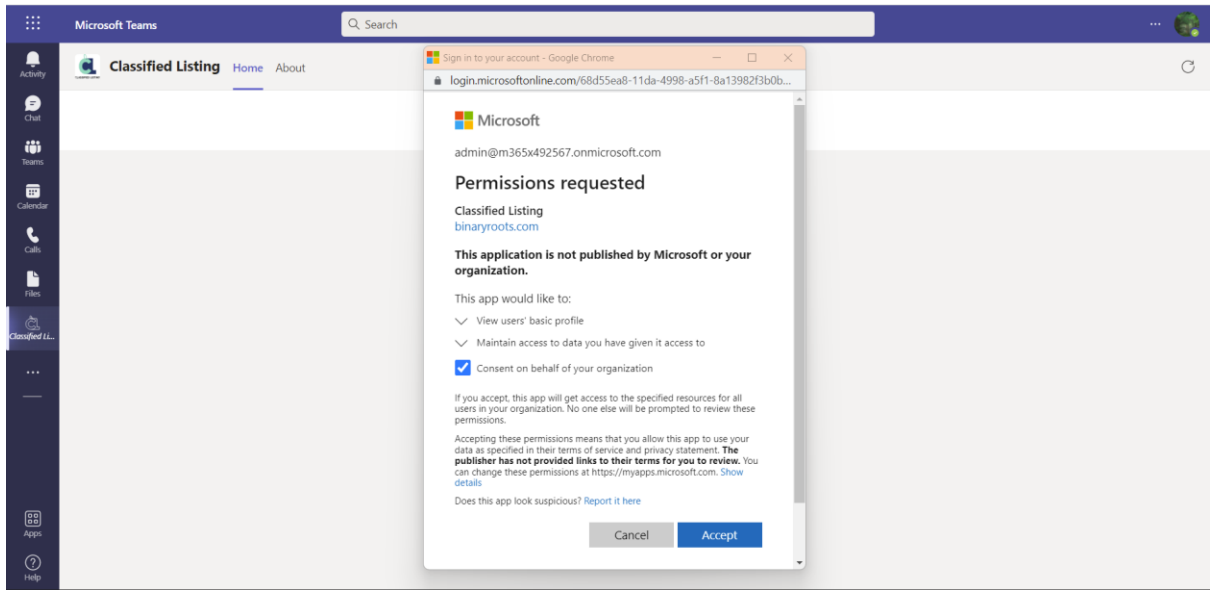 Microsoft Teams
Search
Activity
Chat
Teams
Calendar
Calls
Files
Classified Li...
Apps
Help
Classified Listing Home About
Sign in to your account - Google Chrome
login.microsoftonline.com/68d55ea8-11da-4998-a5f1-8a13982f3b0b...
Microsoft
admin@m365x492567.onmicrosoft.com
Permissions requested
Classified Listing
binaryroots.com
This application is not published by Microsoft or your
organization.
This app would like to:
View users' basic profile
Maintain access to data you have given it access to
Consent on behalf of your organization
If you accept, this app will get access to the specified resources for all
users in your organization. No one else will be prompted to review these
permissions.
Accepting these permissions means that you allow this app to use your
data as specified in their terms of service and privacy statement. The
publisher has not provided links to their terms for you to review. You
can change these permissions at https://myapps.microsoft.com. Show
details
Does this app look suspicious? Report it here
Cancel Accept